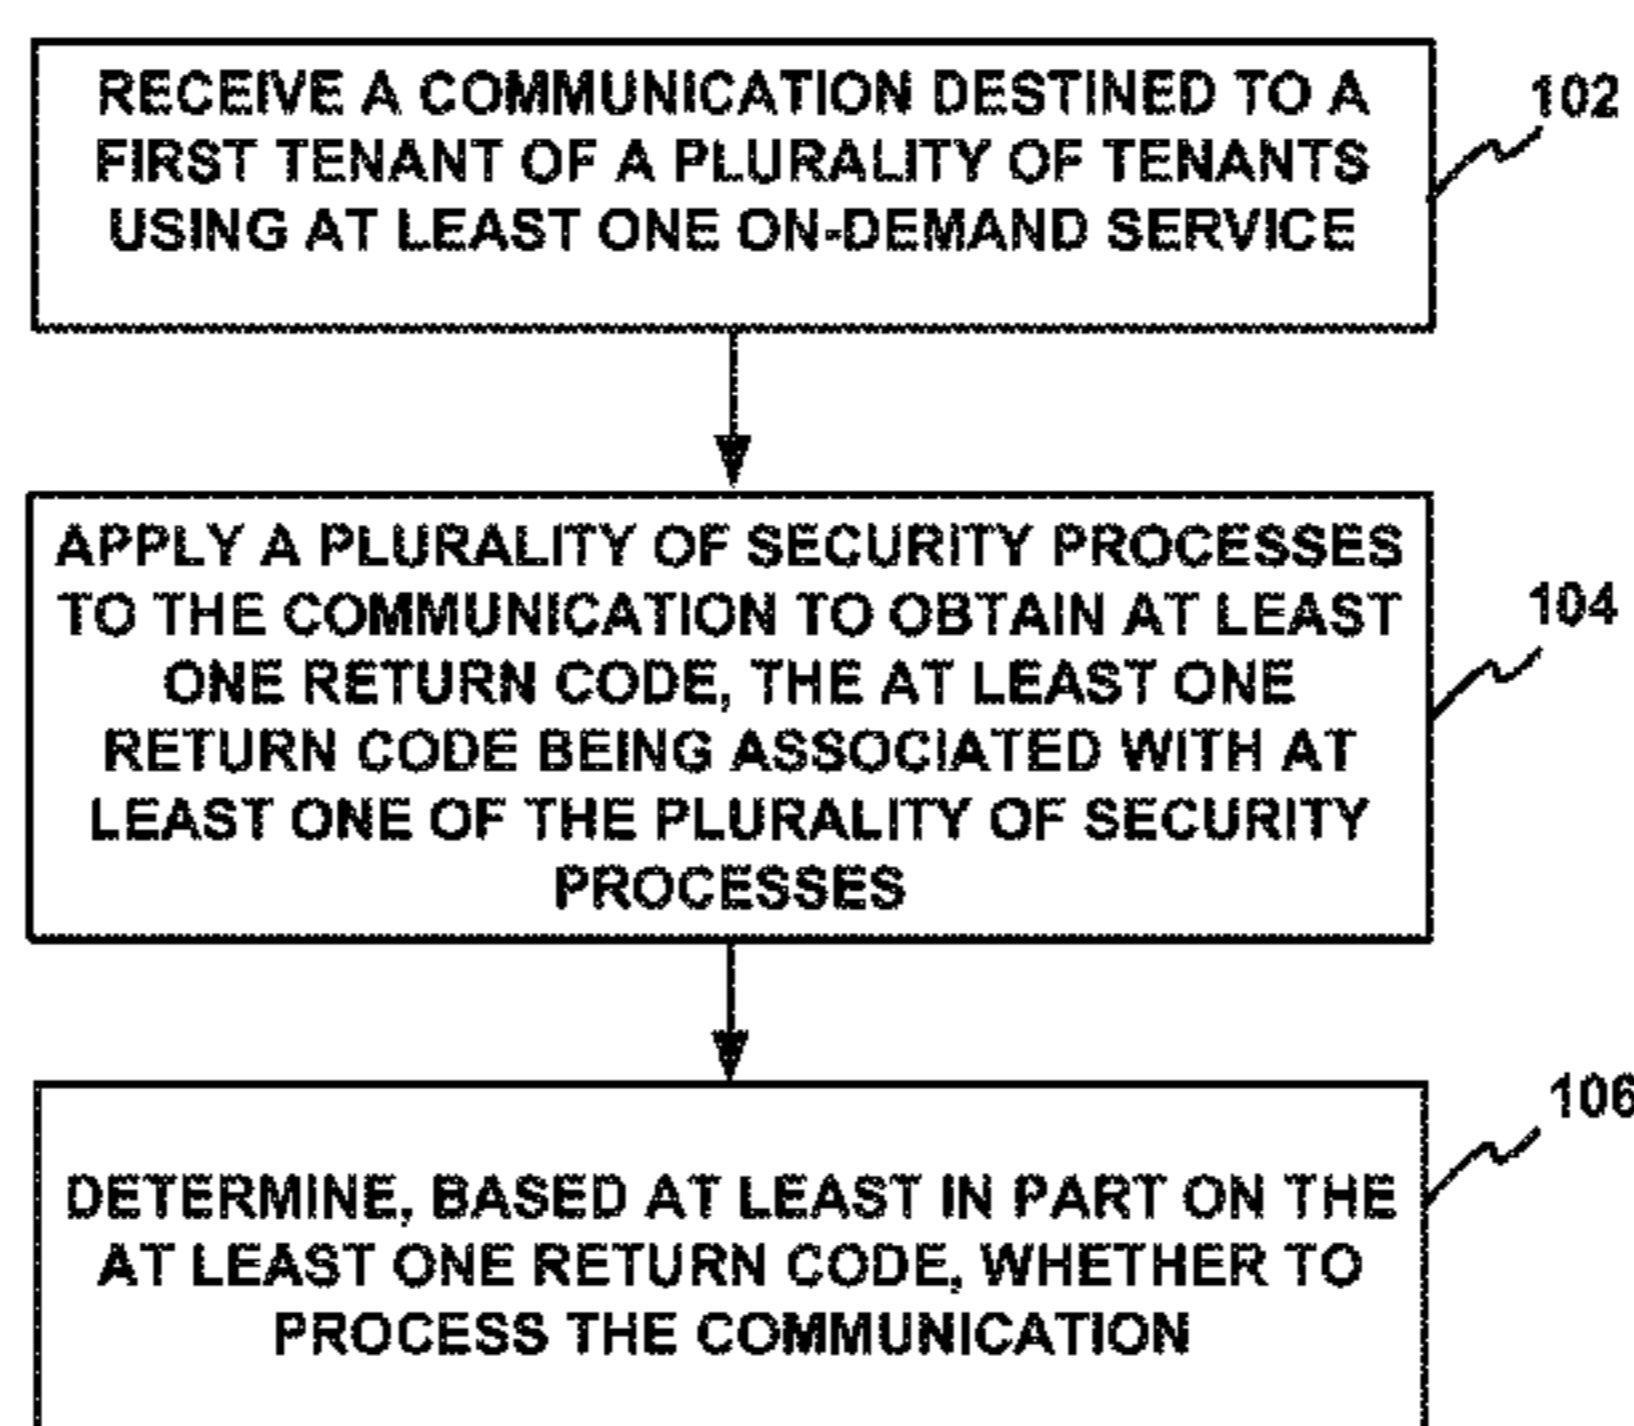 RECEIVE A COMMUNICATION DESTINED TO A
FIRST TENANT OF A PLURALITY OF TENANTS
USING AT LEAST ONE ON-DEMAND SERVICE
102
APPLY A PLURALITY OF SECURITY PROCESSES
TO THE COMMUNICATION TO OBTAIN AT LEAST
ONE RETURN CODE, THE AT LEAST ONE
RETURN CODE BEING ASSOCIATED WITH AT
LEAST ONE OF THE PLURALITY OF SECURITY
PROCESSES
104
DETERMINE, BASED AT LEAST IN PART ON THE
AT LEAST ONE RETURN CODE, WHETHER TO
PROCESS THE COMMUNICATION
106